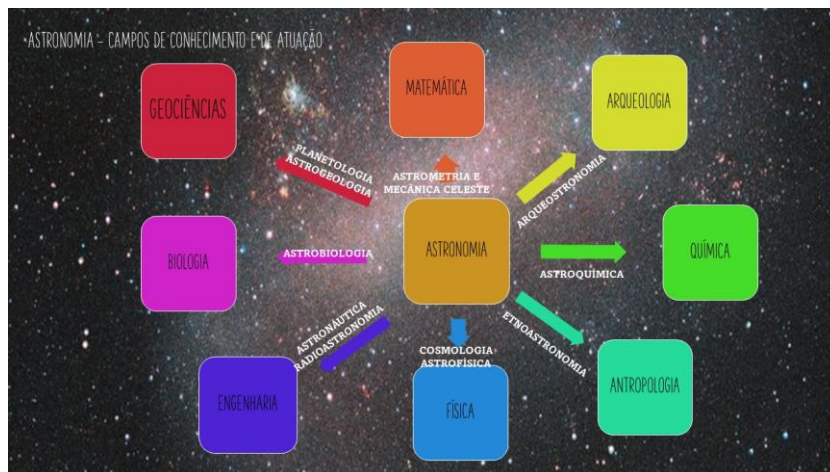 ASTRONOMIA – CAMPOS DE CONHECIMENTO E DE ATUAÇÃO
GEOCIÊNCIAS
MATEMÁTICA
ARQUEOLOGIA
PLANETOLOGIA
ASTROGEOLOGIA
ASTROMETRIA E
MECÂNICA CELESTE
ARQUEOSTRONOMIA
BIOLOGIA
ASTROBIOLOGIA
ASTRONOMIA
ASTROQUÍMICA
QUÍMICA
ASTRONÁUTICA
RADIOASTRONOMIA
COSMOLOGIA
ASTROFÍSICA
ETNOASTRONOMIA
ENGENHARIA
FÍSICA
ANTROPOLOGIA